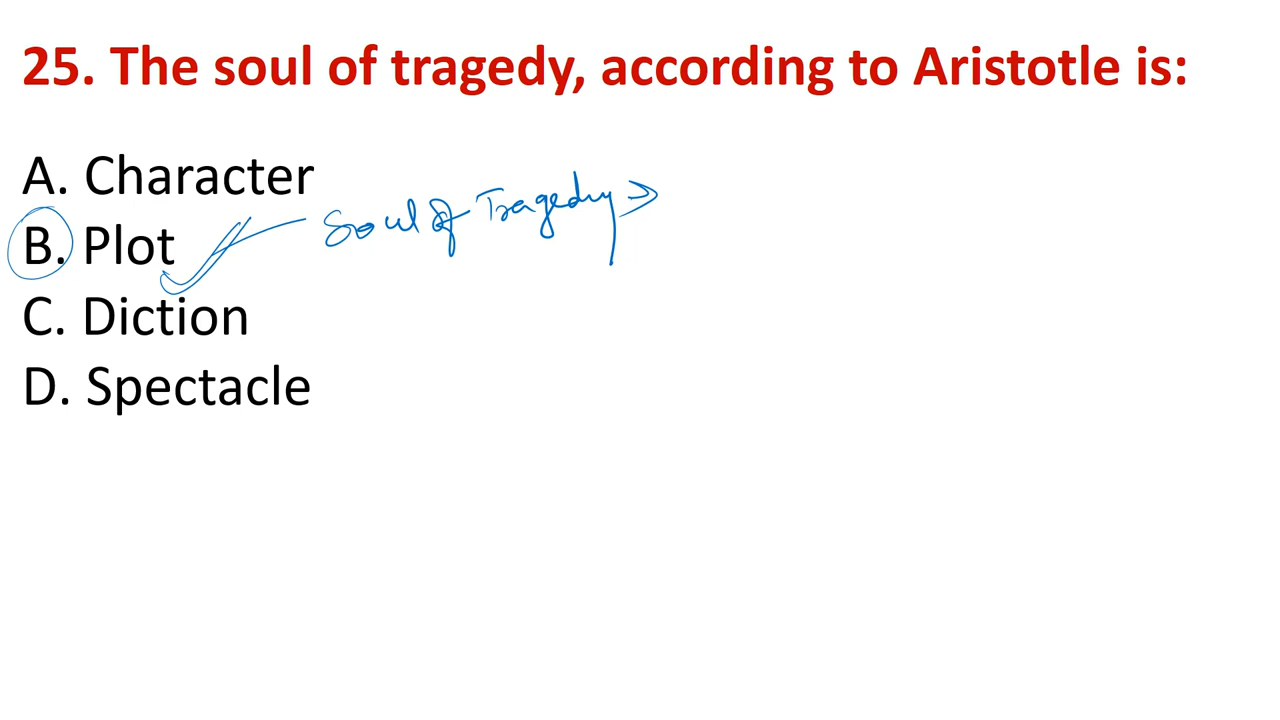 25. The soul of tragedy, according to Aristotle is:
A. Character
Soul of Tragedy
B. Plot
C. Diction
D. Spectacle